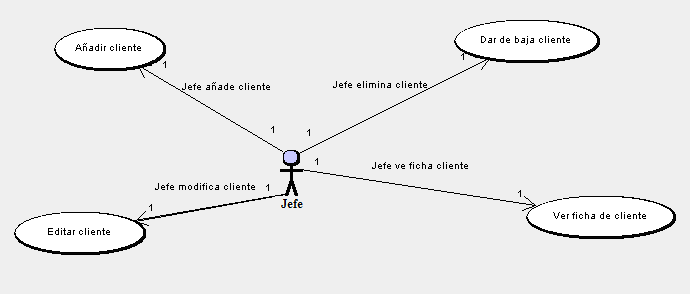 Añadir cliente
Dar de baja cliente
1
1
Jefe añade cliente
Jefe elimina cliente
1
1
1
Jefe ve ficha cliente
Jefe modifica cliente
1
1
Jefe
1
Editar cliente
Ver ficha de cliente